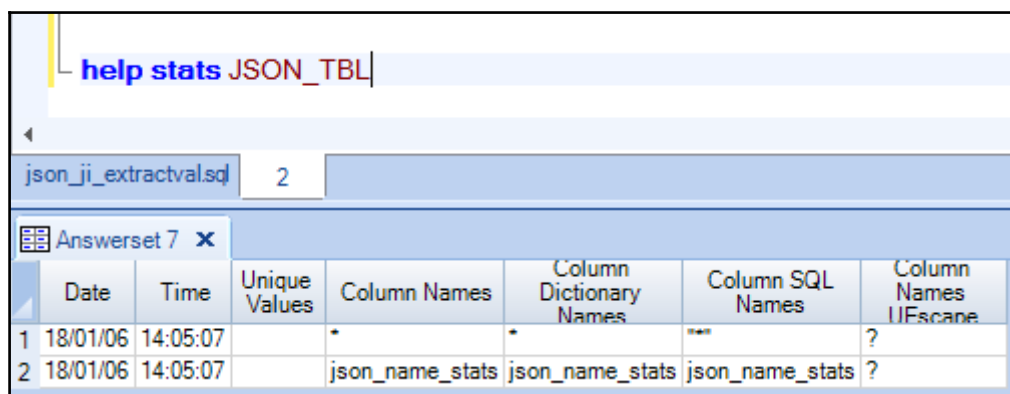 help stats JSON_TBL
json_ji_extractval.sql 2
Answerset 7 x
Date Time Unique Values Column Names Column Dictionary Names Column SQL Names Column Names UEscape
1 18/01/06 14:05:07 * * "*" ?
2 18/01/06 14:05:07 json_name_stats json_name_stats json_name_stats ?